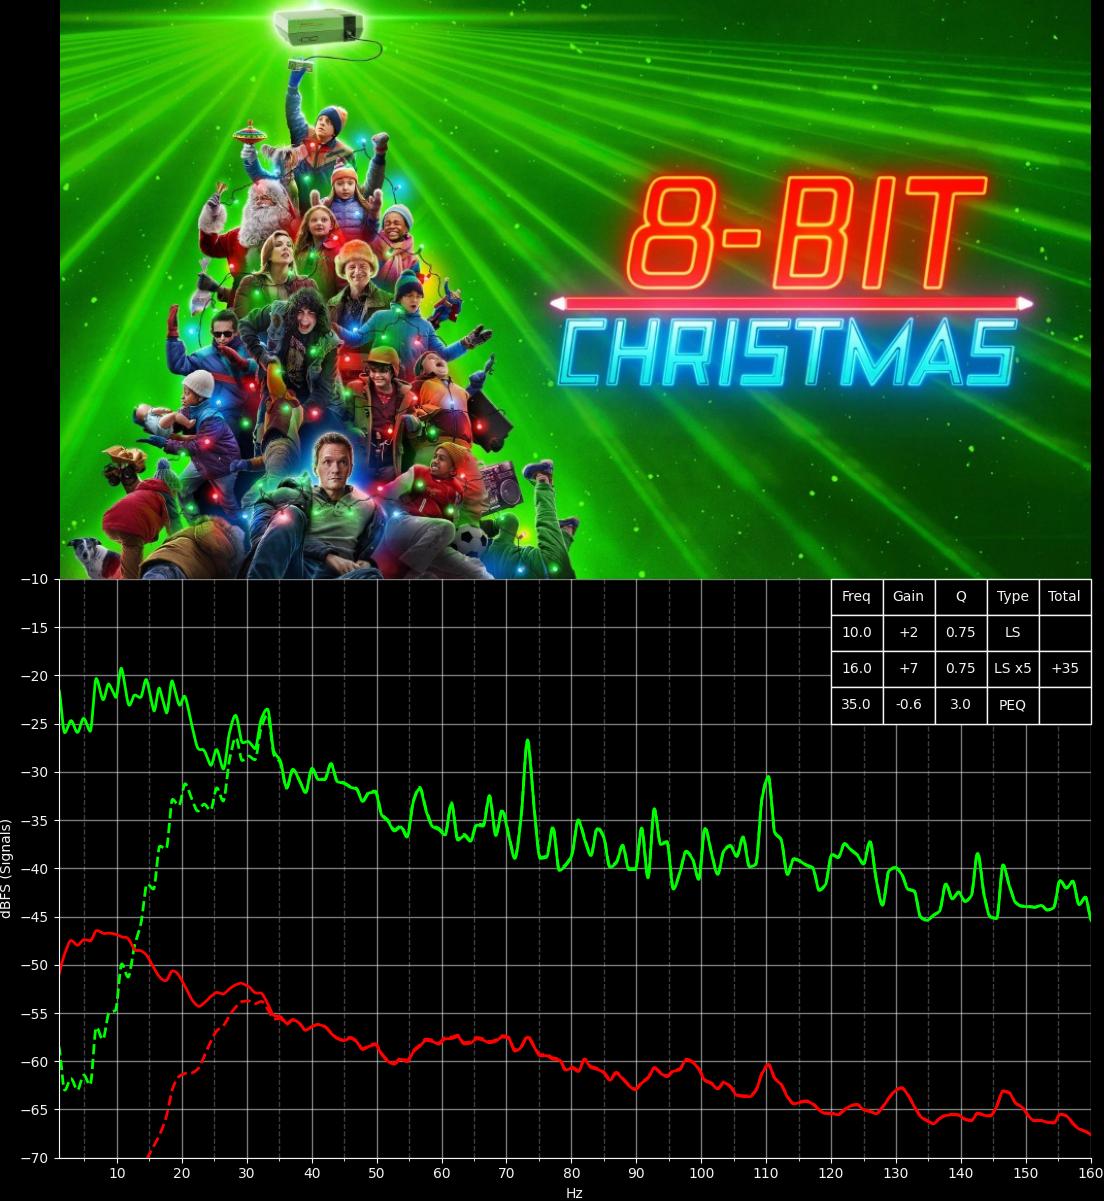 8-BIT
CHRISTMAS
Freq Gain Q Type Total
10.0 +2 0.75 LS
16.0 +7 0.75 LS x5 +35
35.0 -0.6 3.0 PEQ
−10
−15
−20
−25
−30
−35
−40
−45
−50
−55
−60
−65
−70
dBFS (Signals)
10 20 30 40 50 60 70 80 90 100 110 120 130 140 150 160
Hz